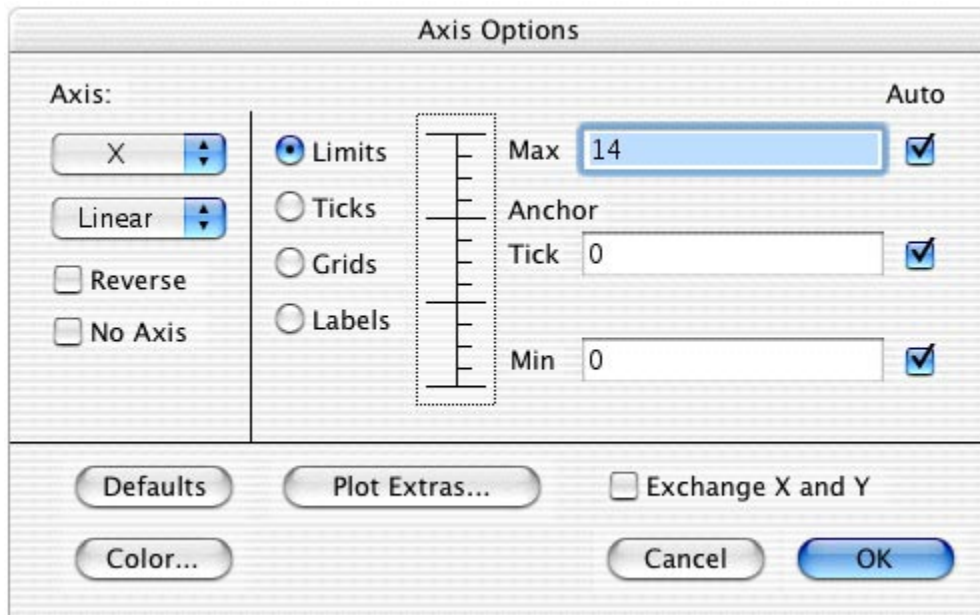 Axis Options
Axis:
Auto
X
Limits
Max 14
Linear
Ticks
Anchor
Tick 0
Reverse
Grids
No Axis
Labels
Min 0
Defaults
Plot Extras...
Exchange X and Y
Color...
Cancel
OK